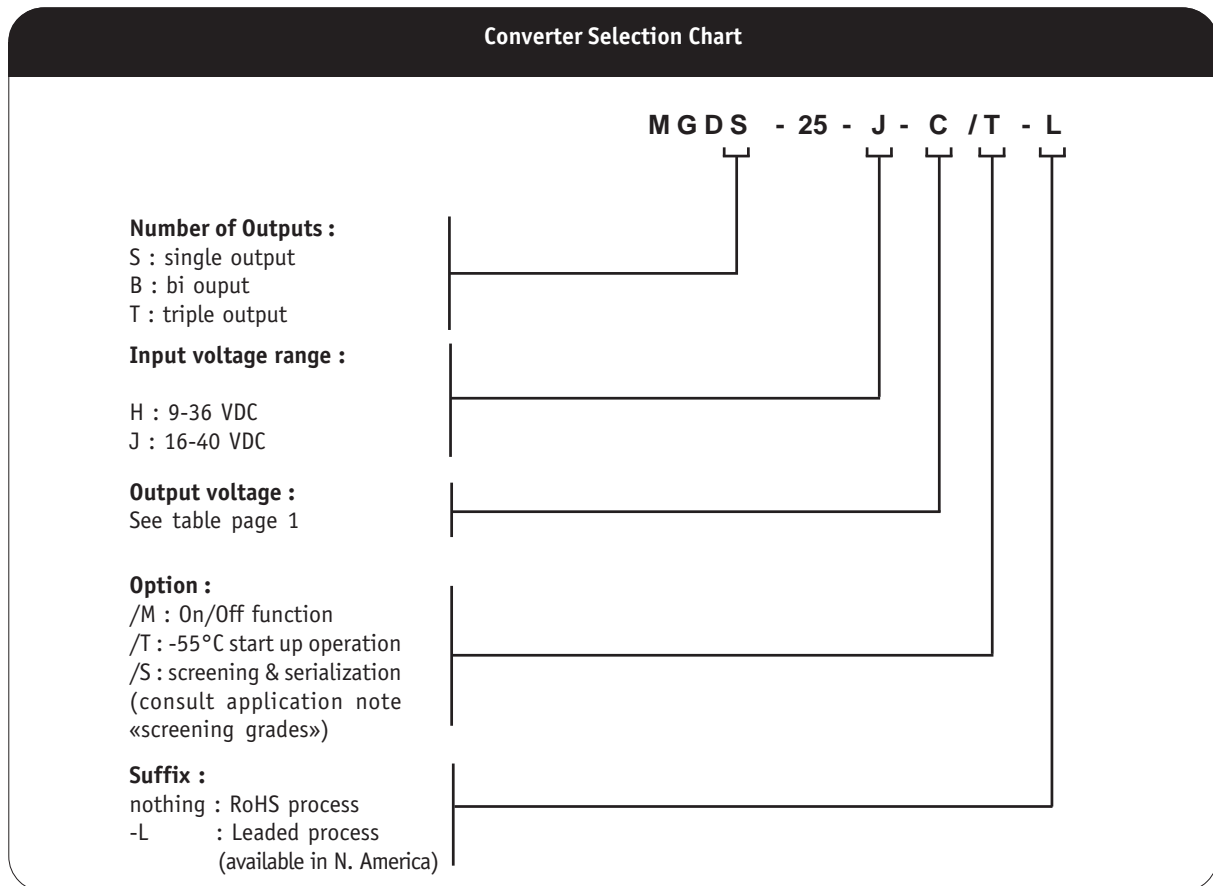 Converter Selection Chart
MGDS - 25 - J - C /T - L
Number of Outputs :
S : single output
B : bi ouput
T : triple output
Input voltage range :
H : 9-36 VDC
J : 16-40 VDC
Output voltage :
See table page 1
Option :
/M : On/Off function
/T : -55°C start up operation
/S : screening & serialization
(consult application note
«screening grades»)
Suffix :
nothing : RoHS process
-L : Leaded process
(available in N. America)